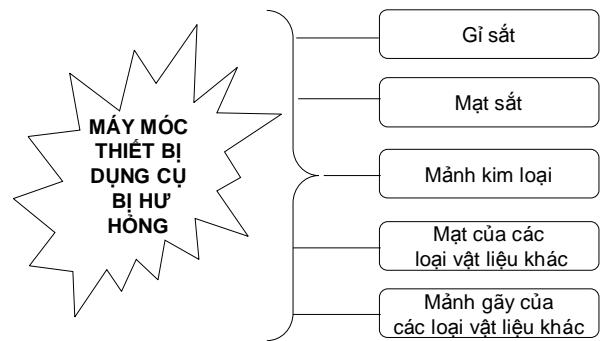 MÁY MÓC
THIẾT BỊ
DỤNG CỤ
BỊ HƯ
HỎNG
Gỉ sắt
Mạt sắt
Mảnh kim loại
Mạt của các
loại vật liệu khác
Mảnh gãy của
các loại vật liệu khác